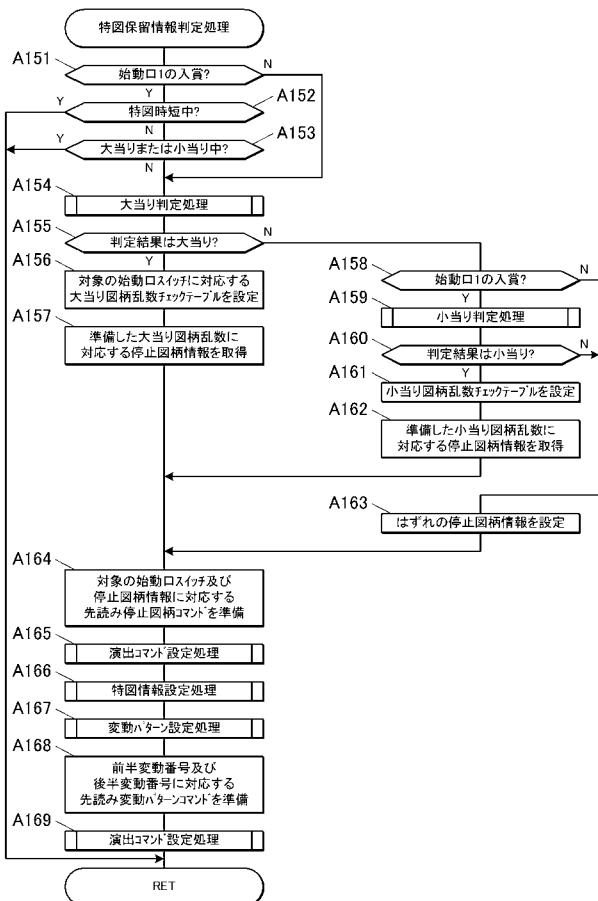 特図保留情報判定処理
A151
始動口1の入賞?
N
Y
A152
特図時短中?
Y
N
A153
大当りまたは小当り中?
Y
N
A154
大当り判定処理
A155
判定結果は大当り?
N
Y
A156
対象の始動口スイッチに対応する
大当り図柄乱数チェックテーブルを設定
A157
準備した大当り図柄乱数に
対応する停止図柄情報を取得
A158
始動口1の入賞?
N
Y
A159
小当り判定処理
A160
判定結果は小当り?
N
Y
A161
小当り図柄乱数チェックテーブルを設定
A162
準備した小当り図柄乱数に
対応する停止図柄情報を取得
A163
はずれの停止図柄情報を設定
A164
対象の始動口スイッチ及び
停止図柄情報に対応する
先読み停止図柄コマンドを準備
A165
演出コマンド設定処理
A166
特図情報設定処理
A167
変動パターン設定処理
A168
前半変動番号及び
後半変動番号に対応する
先読み変動パターンコマンドを準備
A169
演出コマンド設定処理
RET